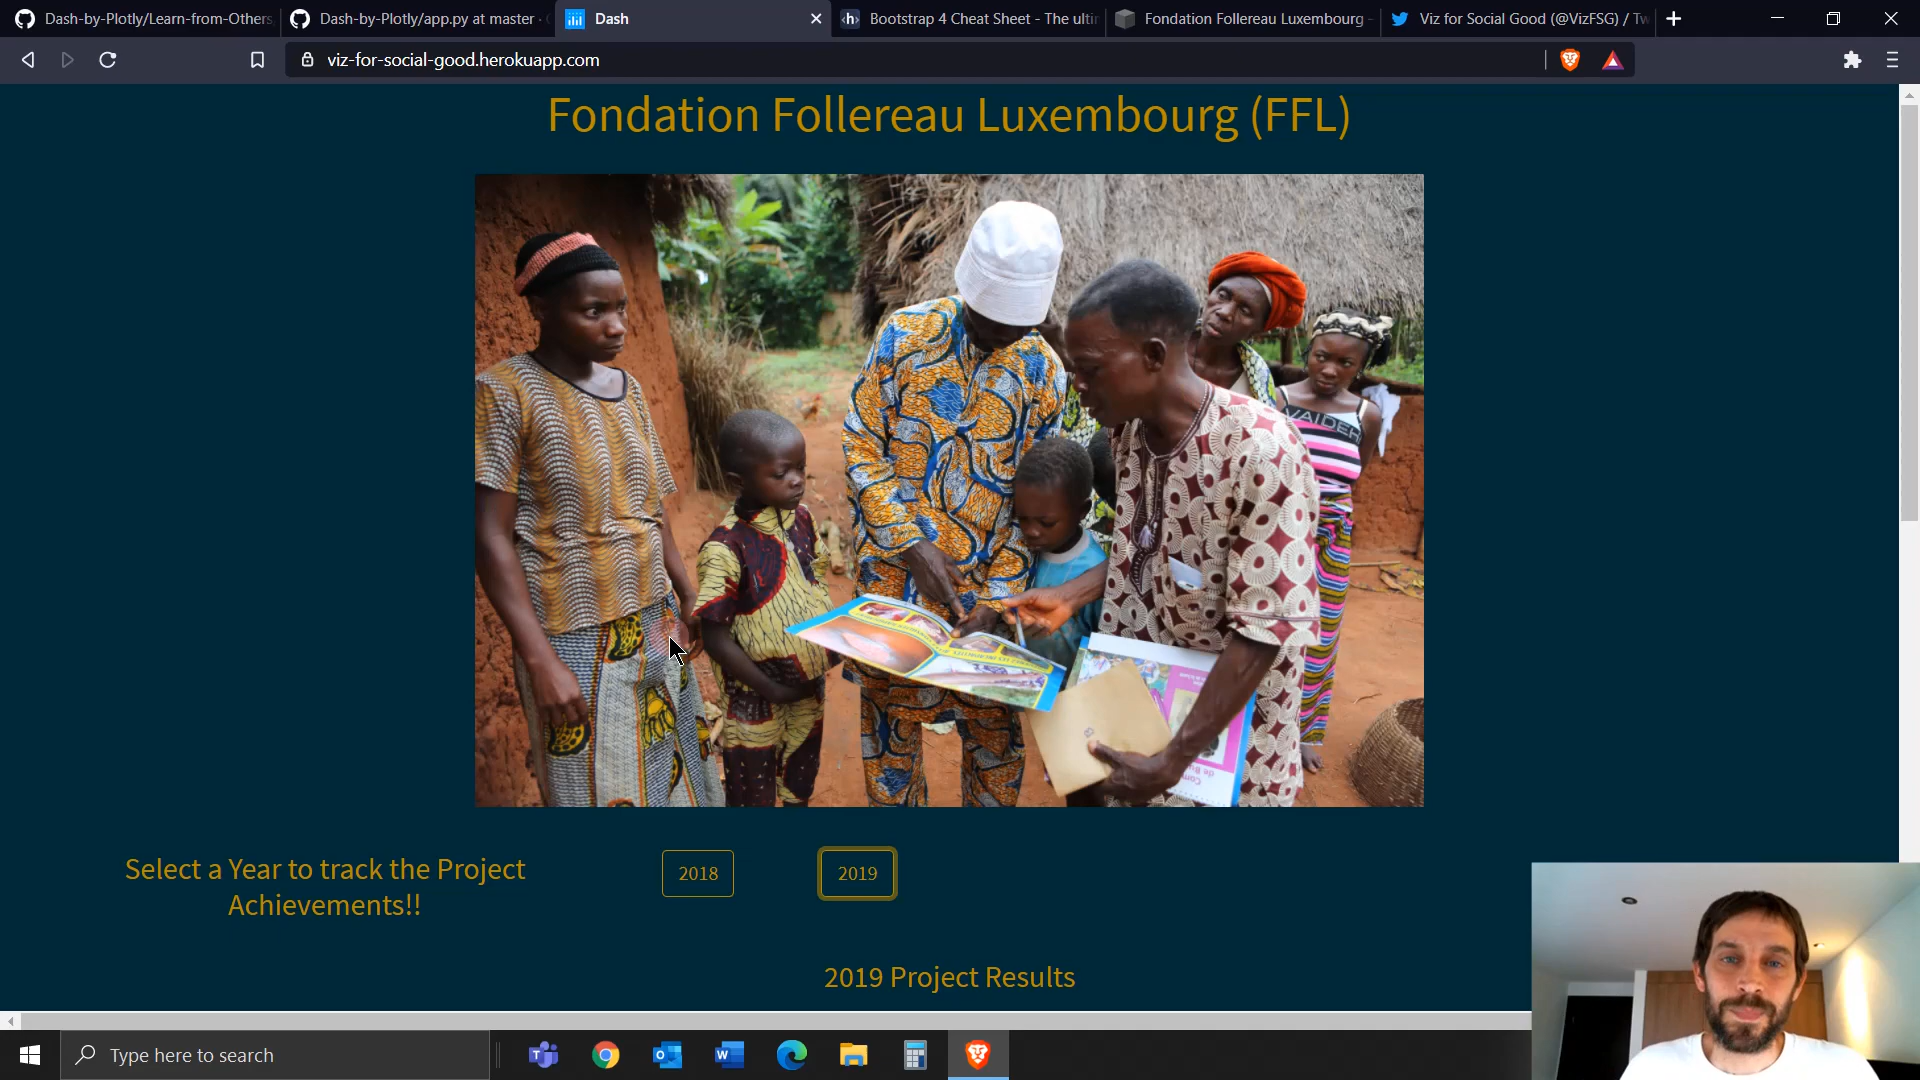 Dash-by-Plotly/Learn-from-Others
Dash-by-Plotly/app.py at master ·
Dash
Bootstrap 4 Cheat Sheet - The ulti
Fondation Follereau Luxembourg -
Viz for Social Good (@VizFSG) / Tw
viz-for-social-good.herokuapp.com
Fondation Follereau Luxembourg (FFL)
VAIDEH
Select a Year to track the Project
Achievements!!
2018
2019
2019 Project Results
Type here to search